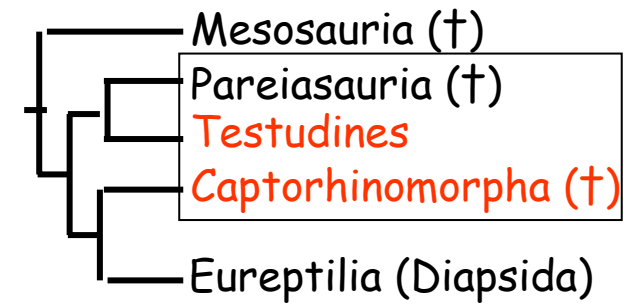 Mesosauria (†)
Pareiasauria (†)
Testudines
Captorhinomorpha (†)
Eureptilia (Diapsida)